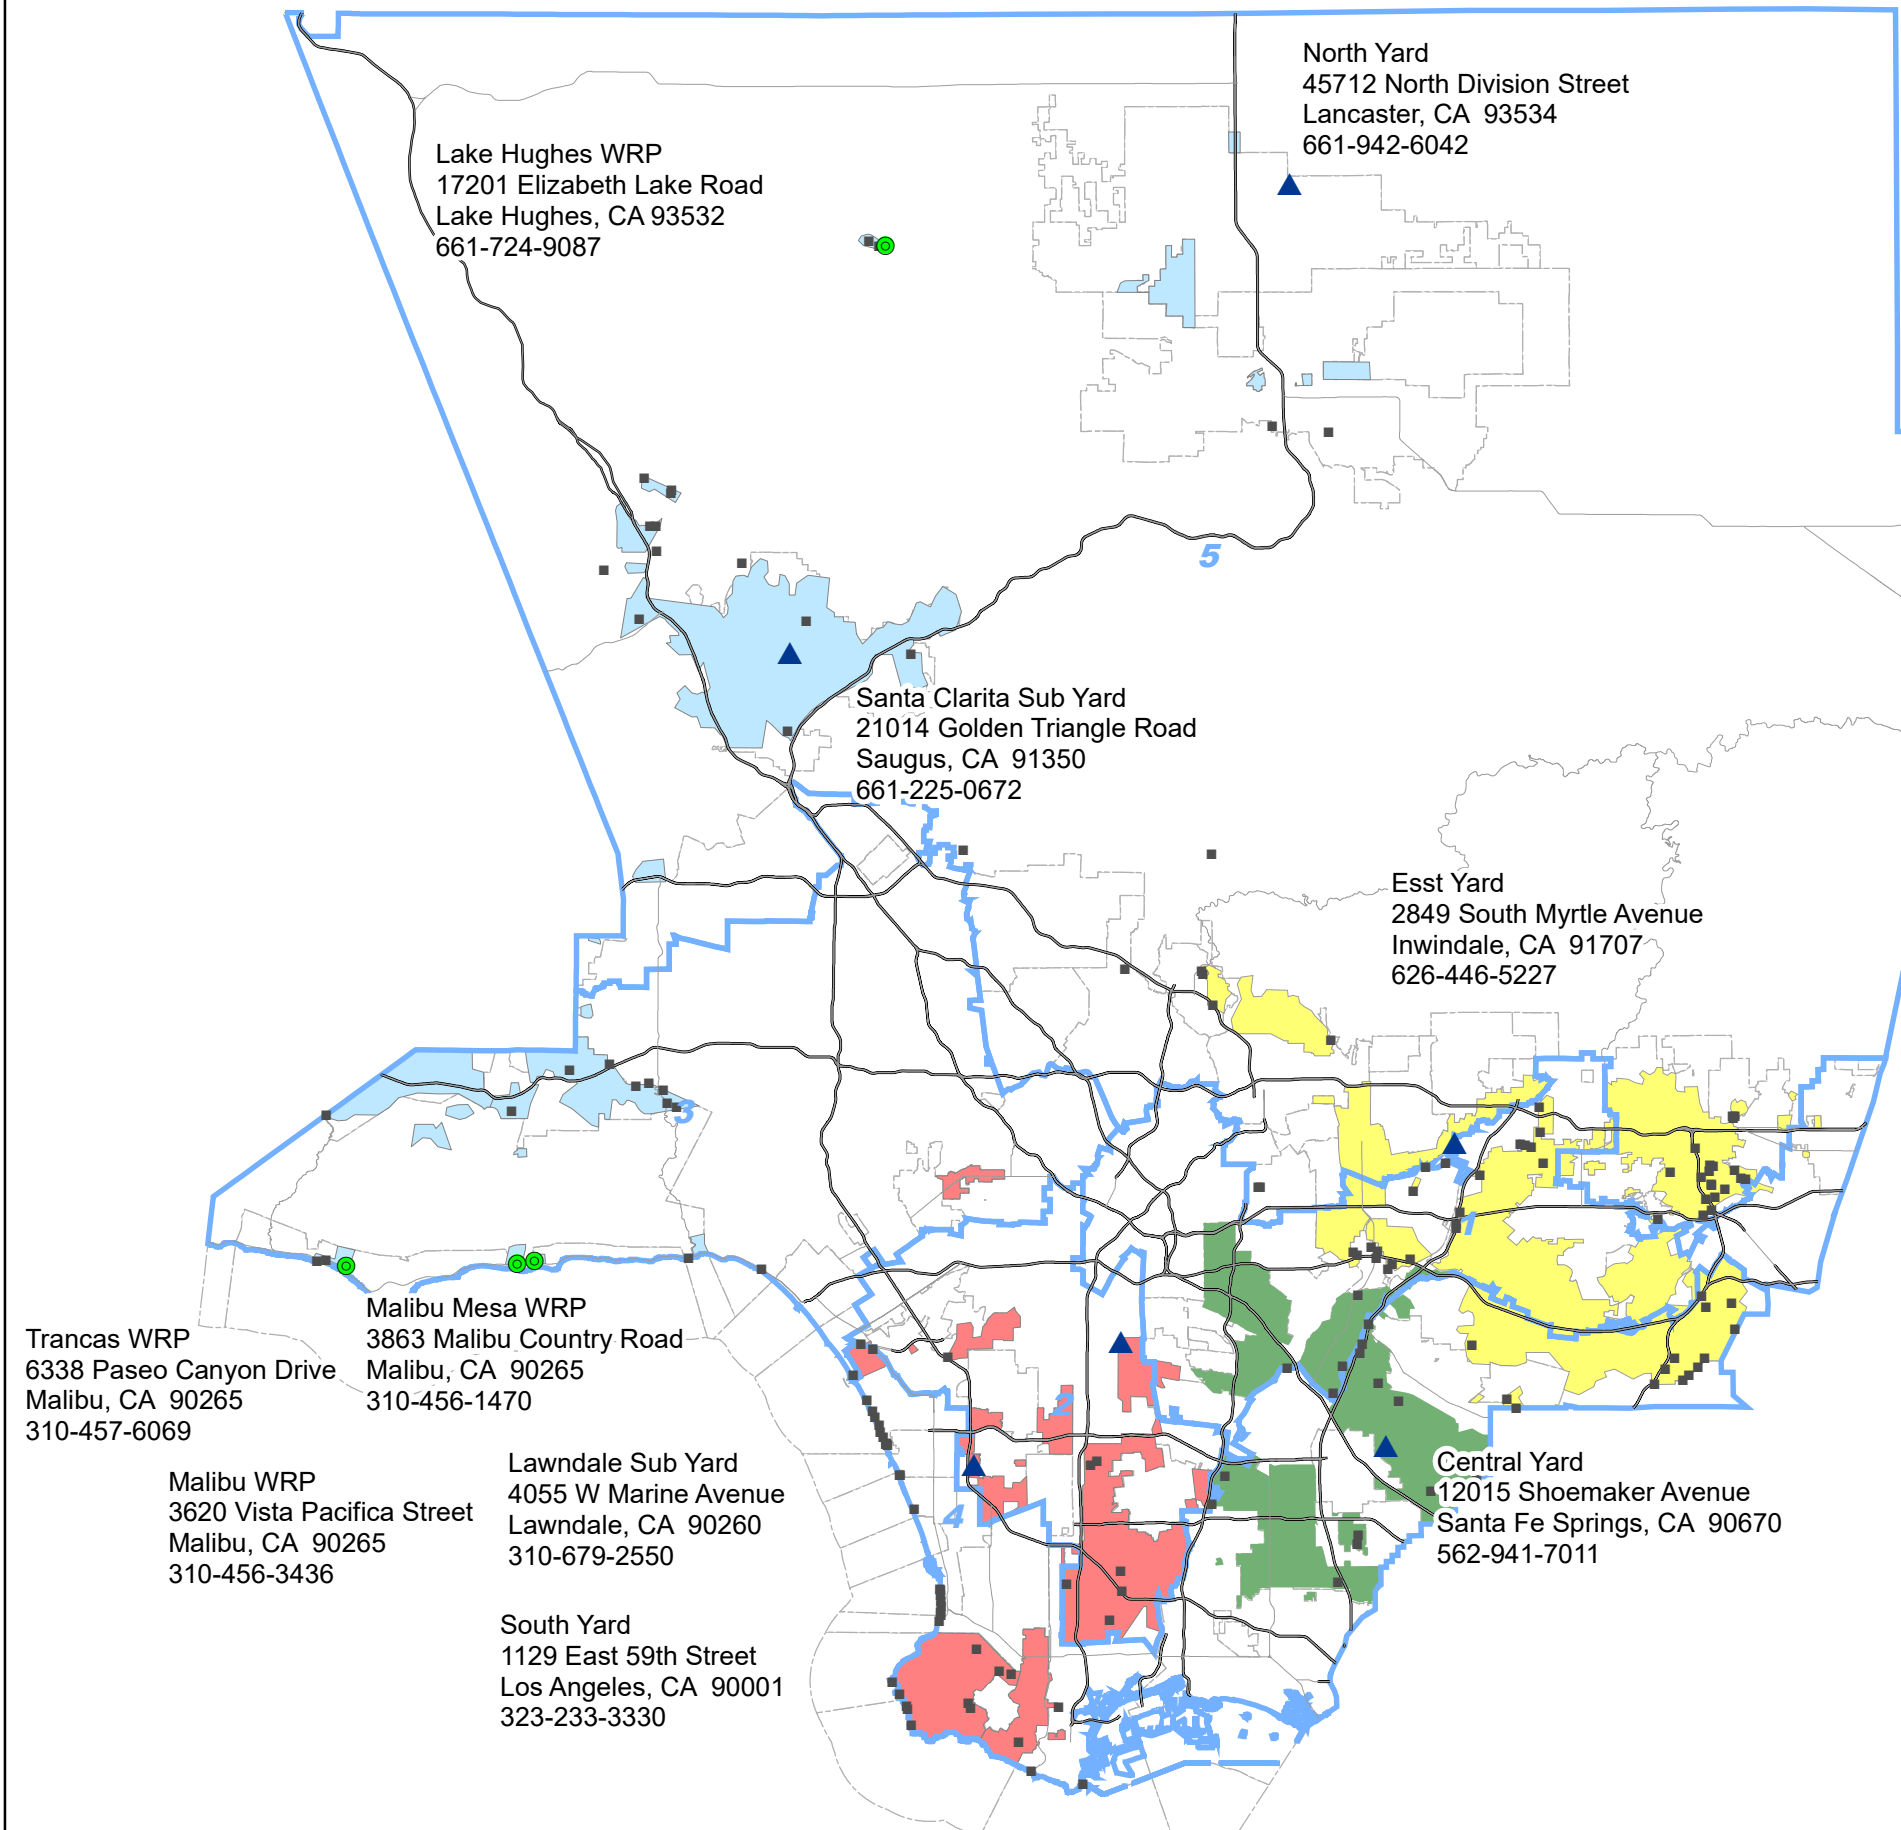 North Yard
45712 North Division Street
Lancaster, CA 93534
661-942-6042
Lake Hughes WRP
17201 Elizabeth Lake Road
Lake Hughes, CA 93532
661-724-9087
5
Santa Clarita Sub Yard
21014 Golden Triangle Road
Saugus, CA 91350
661-225-0672
Esst Yard
2849 South Myrtle Avenue
Inwindale, CA 91707
626-446-5227
3
1
Malibu Mesa WRP
3863 Malibu Country Road
Malibu, CA 90265
310-456-1470
Trancas WRP
6338 Paseo Canyon Drive
Malibu, CA 90265
310-457-6069
2
Malibu WRP
3620 Vista Pacifica Street
Malibu, CA 90265
310-456-3436
Lawndale Sub Yard
4055 W Marine Avenue
Lawndale, CA 90260
310-679-2550
4
Central Yard
12015 Shoemaker Avenue
Santa Fe Springs, CA 90670
562-941-7011
South Yard
1129 East 59th Street
Los Angeles, CA 90001
323-233-3330